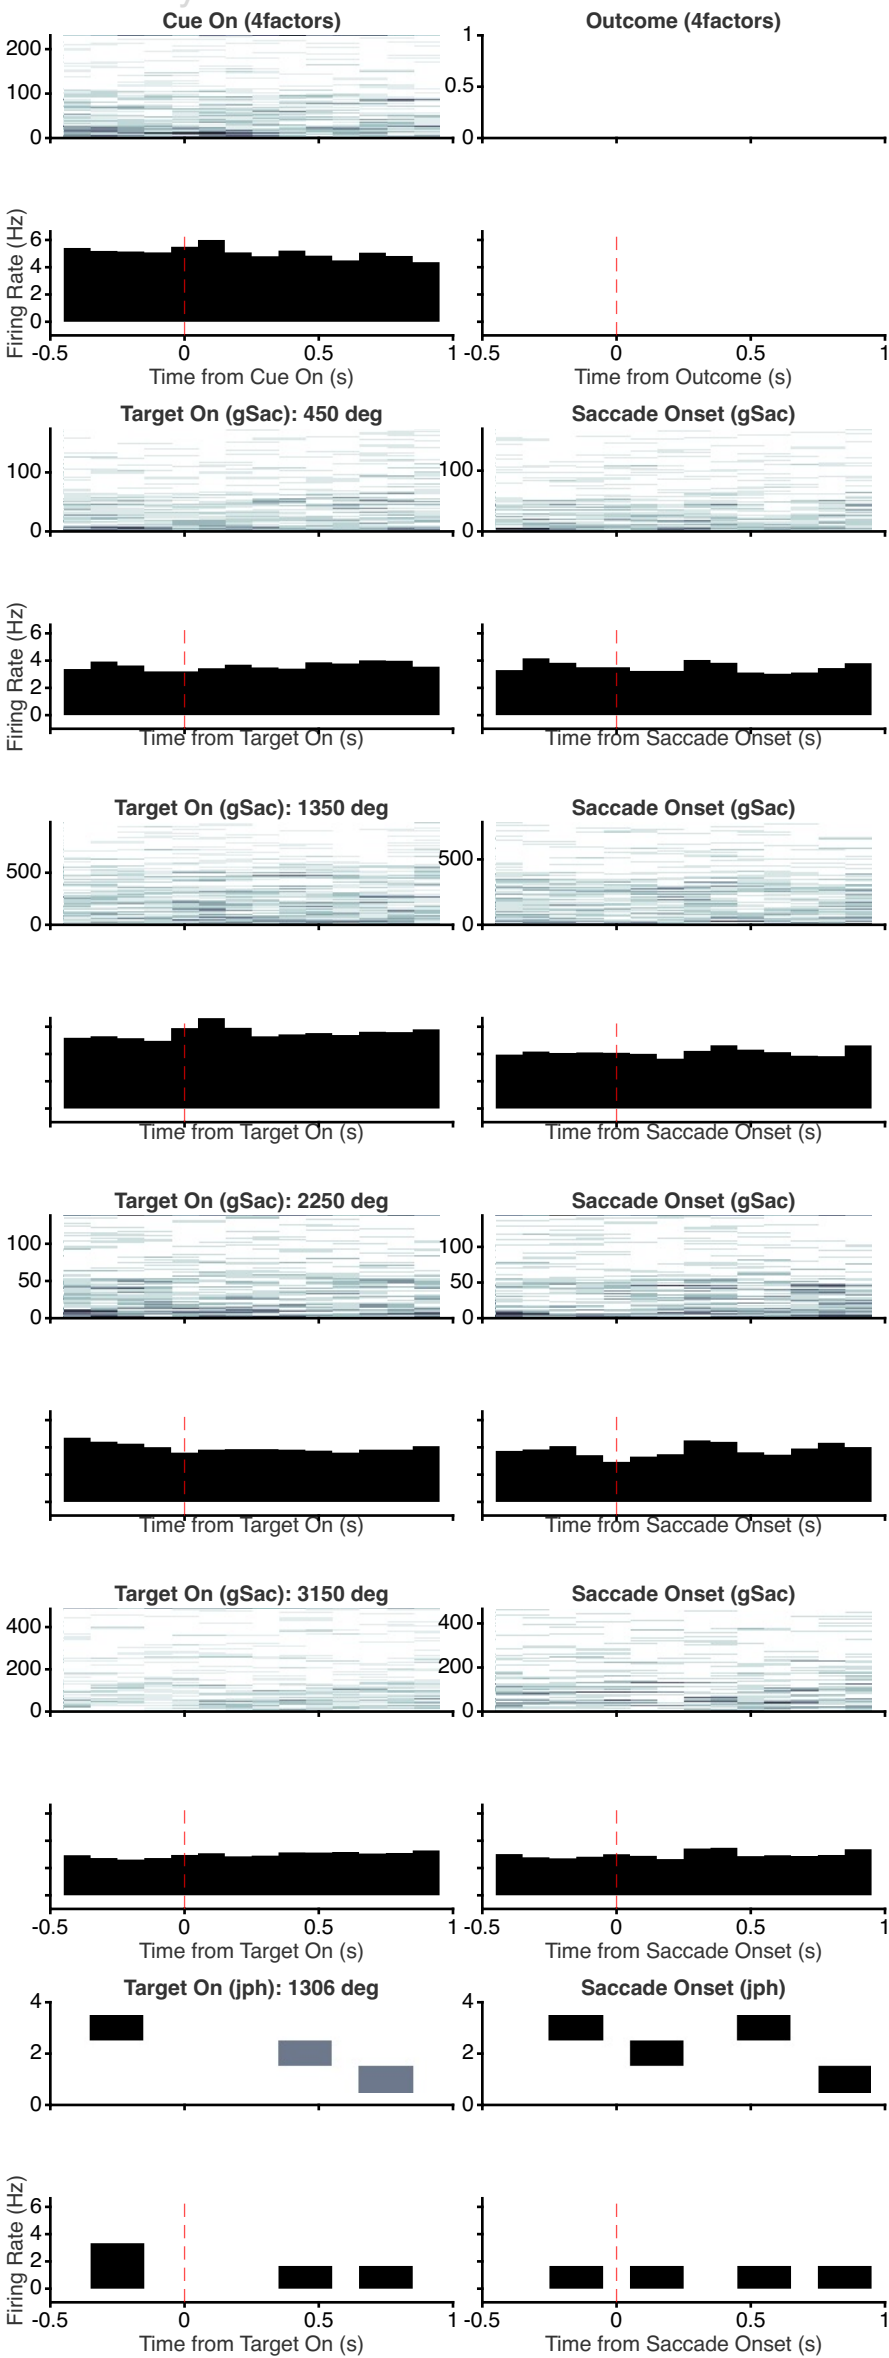 Cue On (4factors) Outcome (4factors)
200
100
0
1
0.5
0
Firing Rate (Hz)
6
4
2
0
-0.5 0 0.5 1 -0.5 0 0.5 1
Time from Cue On (s) Time from Outcome (s)
Target On (gSac): 450 deg Saccade Onset (gSac)
100
0
100
0
Firing Rate (Hz)
6
4
2
0
Time from Target On (s) Time from Saccade Onset (s)
Target On (gSac): 1350 deg Saccade Onset (gSac)
500
0
500
0
Time from Target On (s) Time from Saccade Onset (s)
Target On (gSac): 2250 deg Saccade Onset (gSac)
100
50
0
100
50
0
Time from Target On (s) Time from Saccade Onset (s)
Target On (gSac): 3150 deg Saccade Onset (gSac)
400
200
0
400
200
0
-0.5 0 0.5 1 -0.5 0 0.5 1
Time from Target On (s) Time from Saccade Onset (s)
Target On (jph): 1306 deg Saccade Onset (jph)
4
2
0
4
2
0
Firing Rate (Hz)
6
4
2
0
-0.5 0 0.5 1 -0.5 0 0.5 1
Time from Target On (s) Time from Saccade Onset (s)